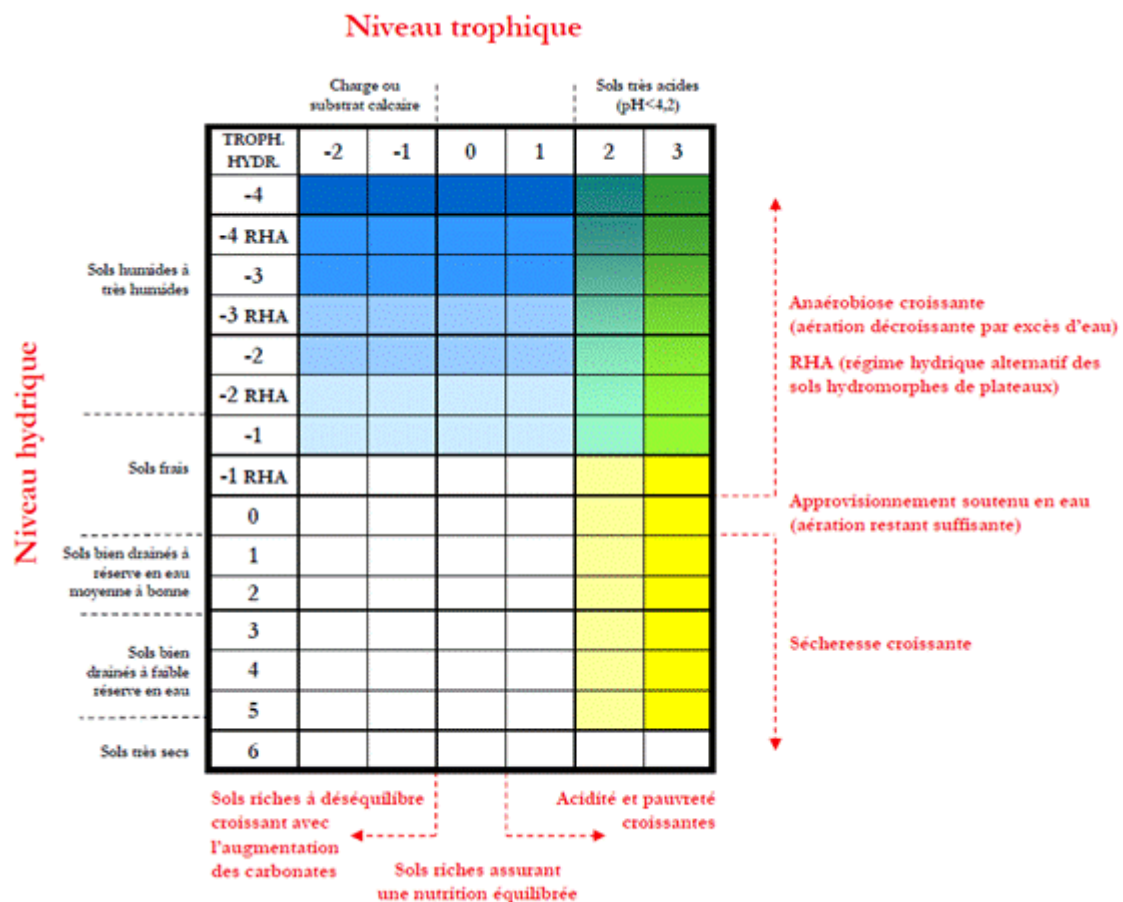 Niveau trophique
Charge ou
substrat calcaire
Sols très acides
(pH<4,2)
TROPH.
HYDR.
-2 -1 0 1 2 3
-4
-4 RHA
-3
-3 RHA
-2
-2 RHA
-1
-1 RHA
0
1
2
3
4
5
6
Niveau hydrique
Sols humides à
très humides
Sols frais
Sols bien drainés à
réserve en eau
moyenne à bonne
Sols bien
drainés à faible
réserve en eau
Sols très secs
Anaérobiose croissante
(aération décroissante par excès d'eau)
RHA (régime hydrique alternatif des
sols hydromorphes de plateaux)
Approvisionnement soutenu en eau
(aération restant suffisante)
Sécheresse croissante
Sols riches à déséquilibre
croissant avec
l'augmentation
des carbonates
Acidité et pauvreté
croissantes
Sols riches assurant
une nutrition équilibrée